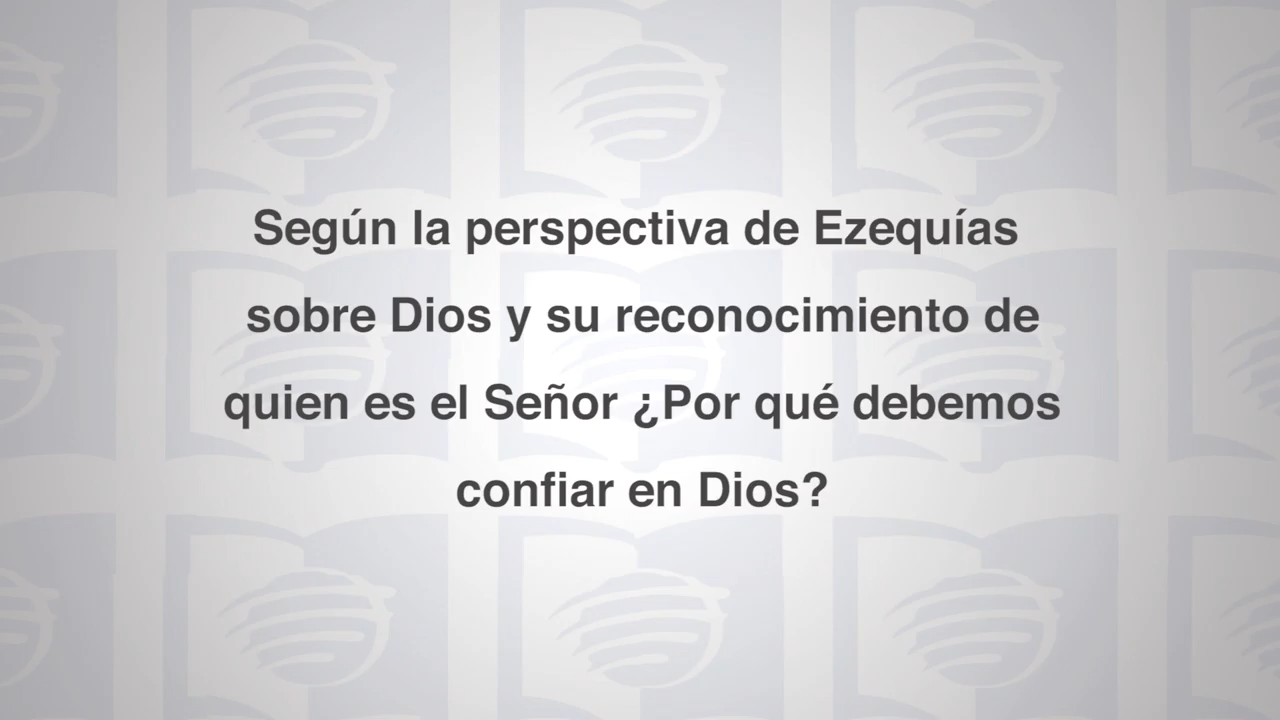 Según la perspectiva de Ezequías
sobre Dios y su reconocimiento de
quien es el Señor ¿Por qué debemos
confiar en Dios?